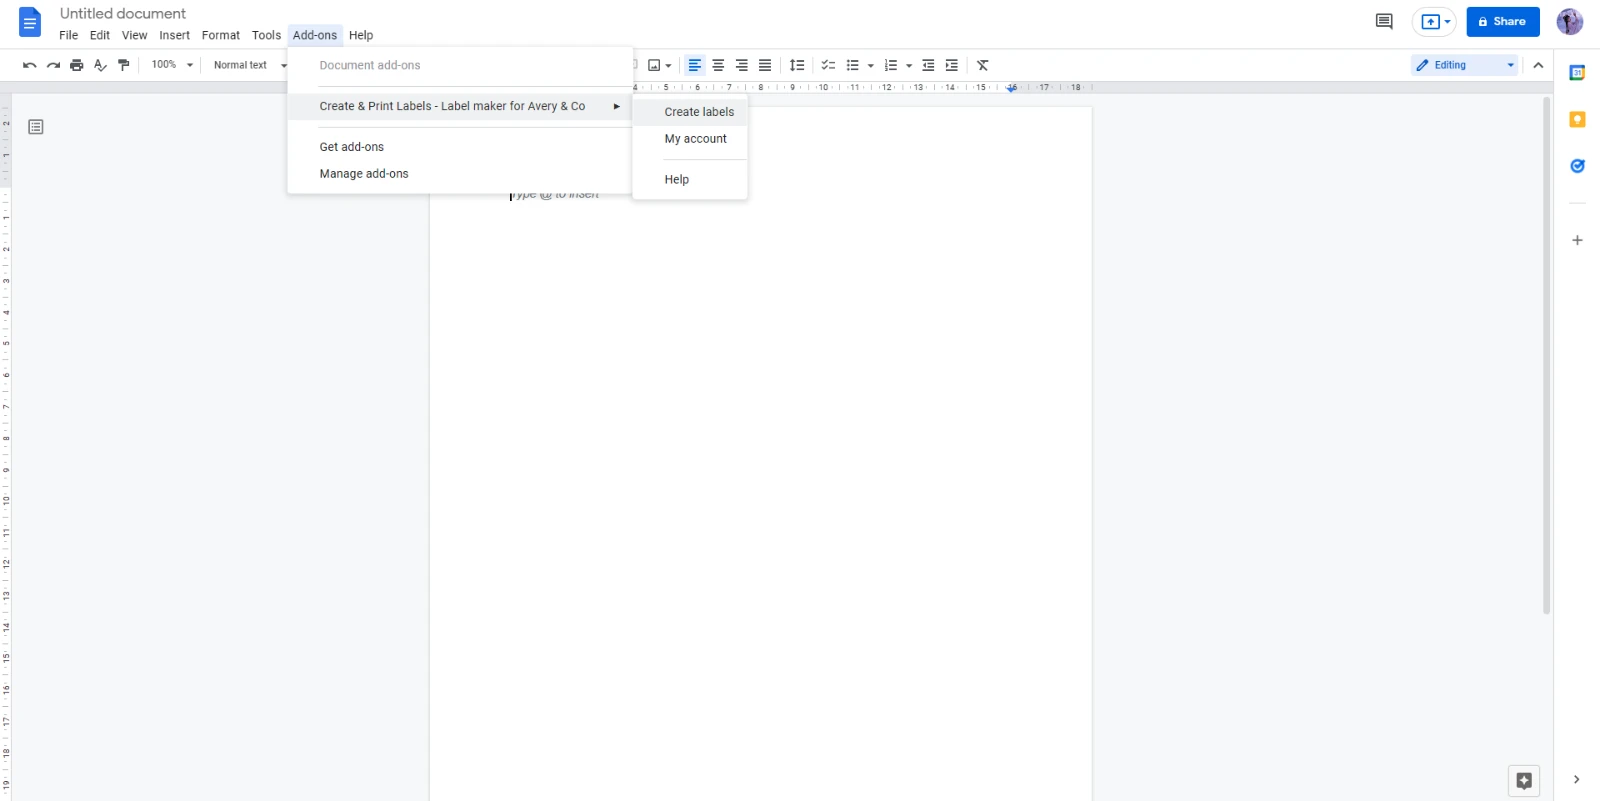 Untitled document
File Edit View Insert Format Tools Add-ons Help
Share
100% Normal text
Editing
Document add-ons
Create & Print Labels - Label maker for Avery & Co
Get add-ons
Manage add-ons
Create labels
My account
Help
4 5 6 7 8 9 10 11 12 13 14 15 16 17 18
31
2
1
1
2
3
4
5
6
7
8
9
10
11
12
13
14
15
16
17
18
19
Type @ to insert